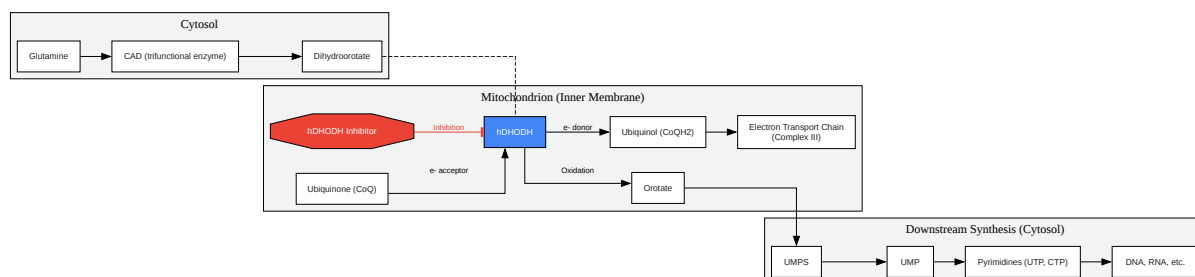 Cytosol
Glutamine
CAD (trifunctional enzyme)
Dihydroorotate
Mitochondrion (Inner Membrane)
hDHODH Inhibitor
Inhibition
hDHODH
e- donor
Ubiquinol (CoQH2)
Electron Transport Chain
(Complex III)
Ubiquinone (CoQ)
e- acceptor
Oxidation
Orotate
Downstream Synthesis (Cytosol)
UMPS
UMP
Pyrimidines (UTP, CTP)
DNA, RNA, etc.